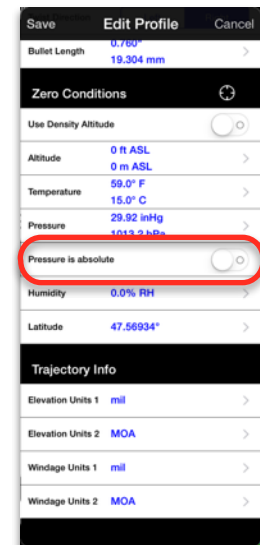 Save Edit Profile Cancel
Bullet Length 0.760"
19.304 mm
Zero Conditions
Use Density Altitude
Altitude 0 ft ASL
0 m ASL
Temperature 59.0° F
15.0° C
Pressure 29.92 inHg
1013.2 hPa
Pressure is absolute
Humidity 0.0% RH
Latitude 47.56934°
Trajectory Info
Elevation Units 1 mil
Elevation Units 2 MOA
Windage Units 1 mil
Windage Units 2 MOA